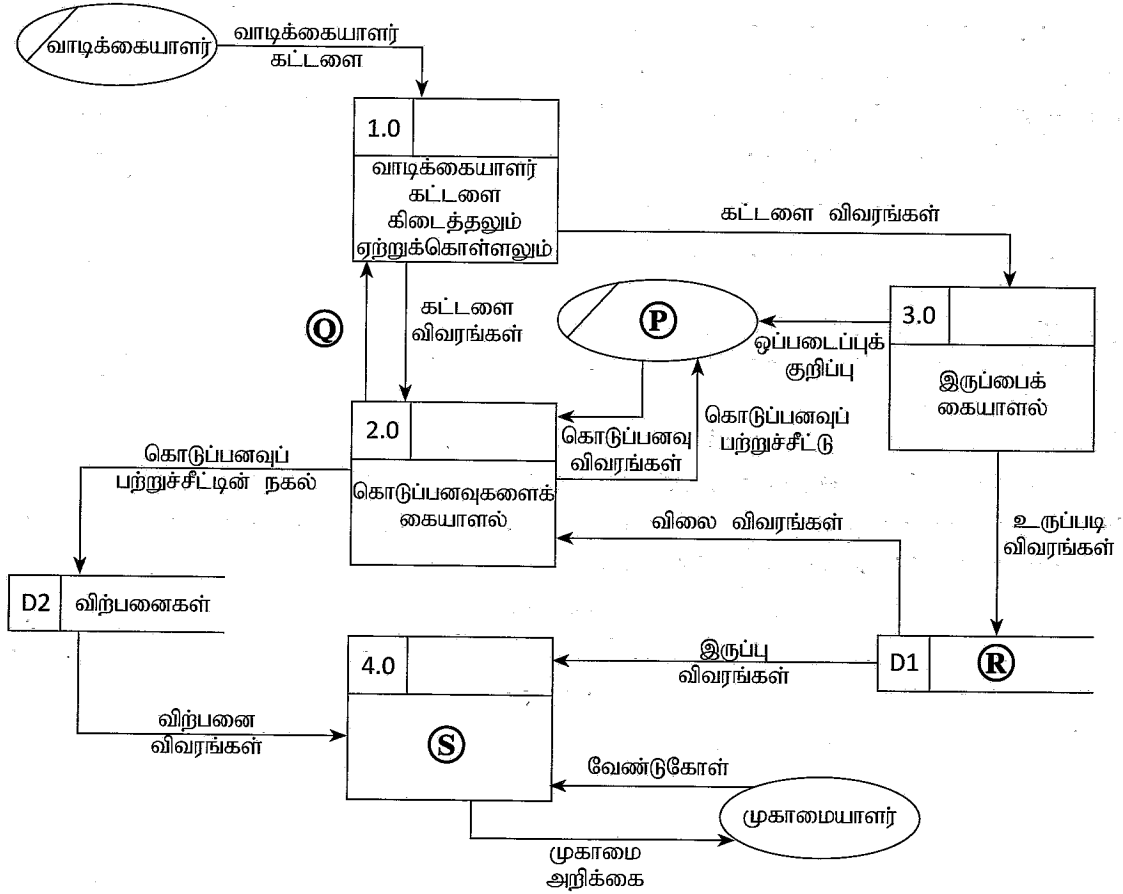 வாடிக்கையாளர்
வாடிக்கையாளர்
கட்டளை
1.0
வாடிக்கையாளர்
கட்டளை
கிடைத்தலும்
ஏற்றுக்கொள்ளலும்
கட்டளை விவரங்கள்
Q
கட்டளை
விவரங்கள்
P
ஒப்படைப்புக்
குறிப்பு
3.0
இருப்பைக்
கையாளல்
2.0
கொடுப்பனவுகளைக்
கையாளல்
கொடுப்பனவு
விவரங்கள்
கொடுப்பனவுப்
பற்றுச்சீட்டு
கொடுப்பனவுப்
பற்றுச்சீட்டின் நகல்
விலை விவரங்கள்
உருப்படி
விவரங்கள்
D2 விற்பனைகள்
D1 R
இருப்பு
விவரங்கள்
4.0
S
விற்பனை
விவரங்கள்
வேண்டுகோள்
முகாமையாளர்
முகாமை
அறிக்கை